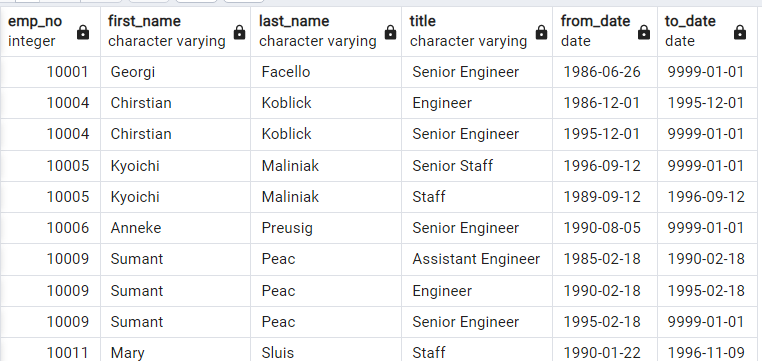 emp_no first_name last_name title from_date to_date
integer character varying character varying character varying date date
10001 Georgi Facello Senior Engineer 1986-06-26 9999-01-01
10004 Chirstian Koblick Engineer 1986-12-01 1995-12-01
10004 Chirstian Koblick Senior Engineer 1995-12-01 9999-01-01
10005 Kyoichi Maliniak Senior Staff 1996-09-12 9999-01-01
10005 Kyoichi Maliniak Staff 1989-09-12 1996-09-12
10006 Anneke Preusig Senior Engineer 1990-08-05 9999-01-01
10009 Sumant Peac Assistant Engineer 1985-02-18 1990-02-18
10009 Sumant Peac Engineer 1990-02-18 1995-02-18
10009 Sumant Peac Senior Engineer 1995-02-18 9999-01-01
10011 Mary Sluis Staff 1990-01-22 1996-11-09